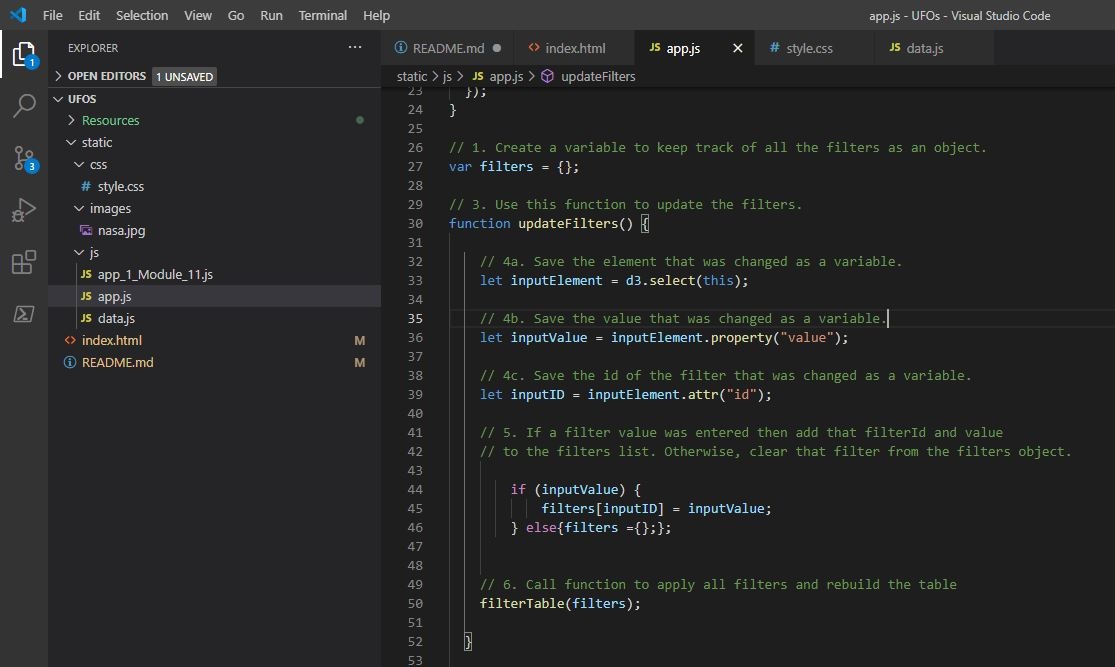 File Edit Selection View Go Run Terminal Help app.js - UFOs - Visual Studio Code
1
3
EXPLORER ...
OPEN EDITORS 1 UNSAVED
UFOS
Resources
static
css
# style.css
images
nasa.jpg
js
JS app_1_Module_11.js
JS app.js
JS data.js
<> index.html M
README.md M
README.md <> index.html JS app.js # style.css JS data.js
static > js > JS app.js > updateFilters
23 });
24 }
25
26 // 1. Create a variable to keep track of all the filters as an object.
27 var filters = {};
28
29 // 3. Use this function to update the filters.
30 function updateFilters() {
31
32 // 4a. Save the element that was changed as a variable.
33 let inputElement = d3.select(this);
34
35 // 4b. Save the value that was changed as a variable.
36 let inputValue = inputElement.property("value");
37
38 // 4c. Save the id of the filter that was changed as a variable.
39 let inputID = inputElement.attr("id");
40
41 // 5. If a filter value was entered then add that filterId and value
42 // to the filters list. Otherwise, clear that filter from the filters object.
43
44 if (inputValue) {
45 filters[inputID] = inputValue;
46 } else{filters ={};};
47
48
49 // 6. Call function to apply all filters and rebuild the table
50 filterTable(filters);
51
52 }
53